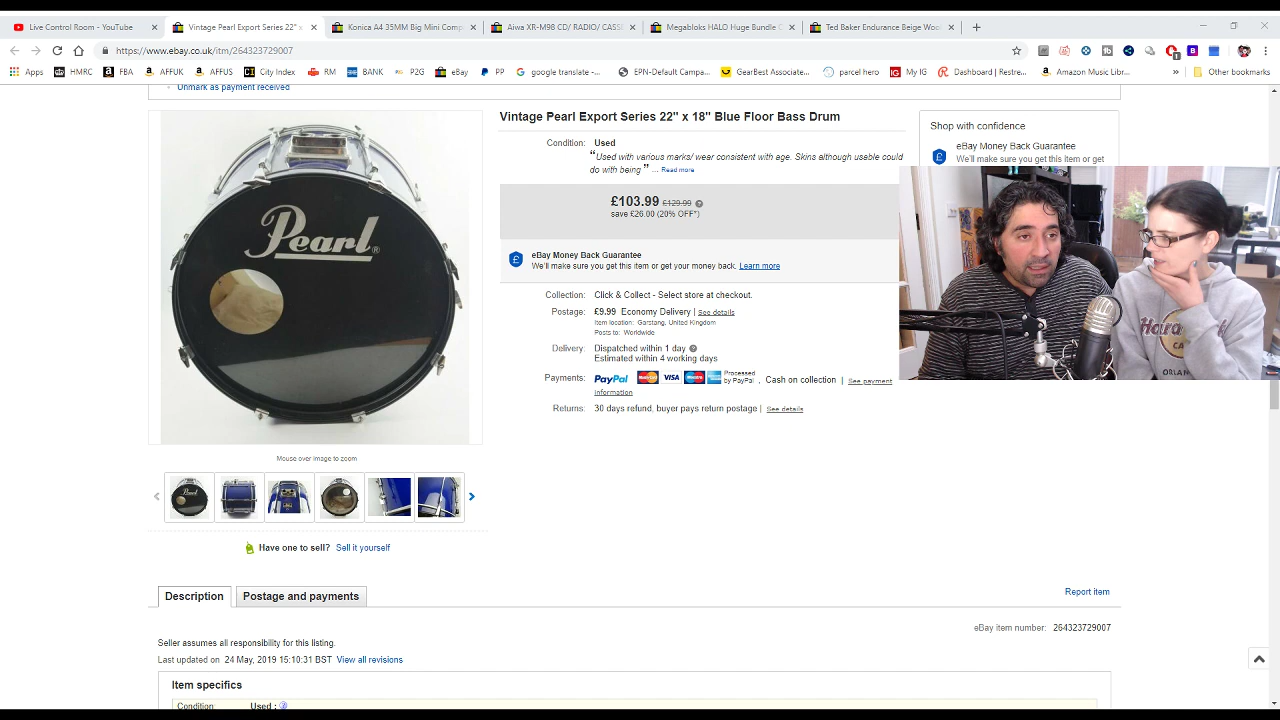 Live Control Room - YouTube
Vintage Pearl Export Series 22" x
Konica A4 35MM Big Mini Comp
Aiwa XR-M98 CD/ RADIO/ CASS
Megabloks HALO Huge Bundle C
Ted Baker Endurance Beige Woo
https://www.ebay.co.uk/itm/264323729007
Apps HMRC FBA AFFUK AFFUS City Index RM BANK P2G eBay PP google translate -... EPN-Default Campa... GearBest Associate... parcel hero My IG Dashboard | Restre... Amazon Music Libr... » Other bookmarks
Unmark as payment received
Vintage Pearl Export Series 22" x 18" Blue Floor Bass Drum
Condition: Used
“Used with various marks/ wear consistent with age. Skins although usable could
do with being ” ... Read more
£103.99 £129.99
save £26.00 (20% OFF*)
eBay Money Back Guarantee
We'll make sure you get this item or get your money back. Learn more
Collection: Click & Collect - Select store at checkout.
Postage: £9.99 Economy Delivery | See details
Item location: Garstang, United Kingdom
Posts to: Worldwide
Delivery: Dispatched within 1 day
Estimated within 4 working days
Payments: PayPal MasterCard VISA Processed by PayPal , Cash on collection | See payment
information
Returns: 30 days refund, buyer pays return postage | See details
Shop with confidence
eBay Money Back Guarantee
We'll make sure you get this item or get
Pearl®
Hard
CAFE
ORLAN
Mouse over image to zoom
Have one to sell? Sell it yourself
Description
Postage and payments
Report item
eBay item number: 264323729007
Seller assumes all responsibility for this listing.
Last updated on 24 May, 2019 15:10:31 BST View all revisions
Item specifics
Condition: Used :